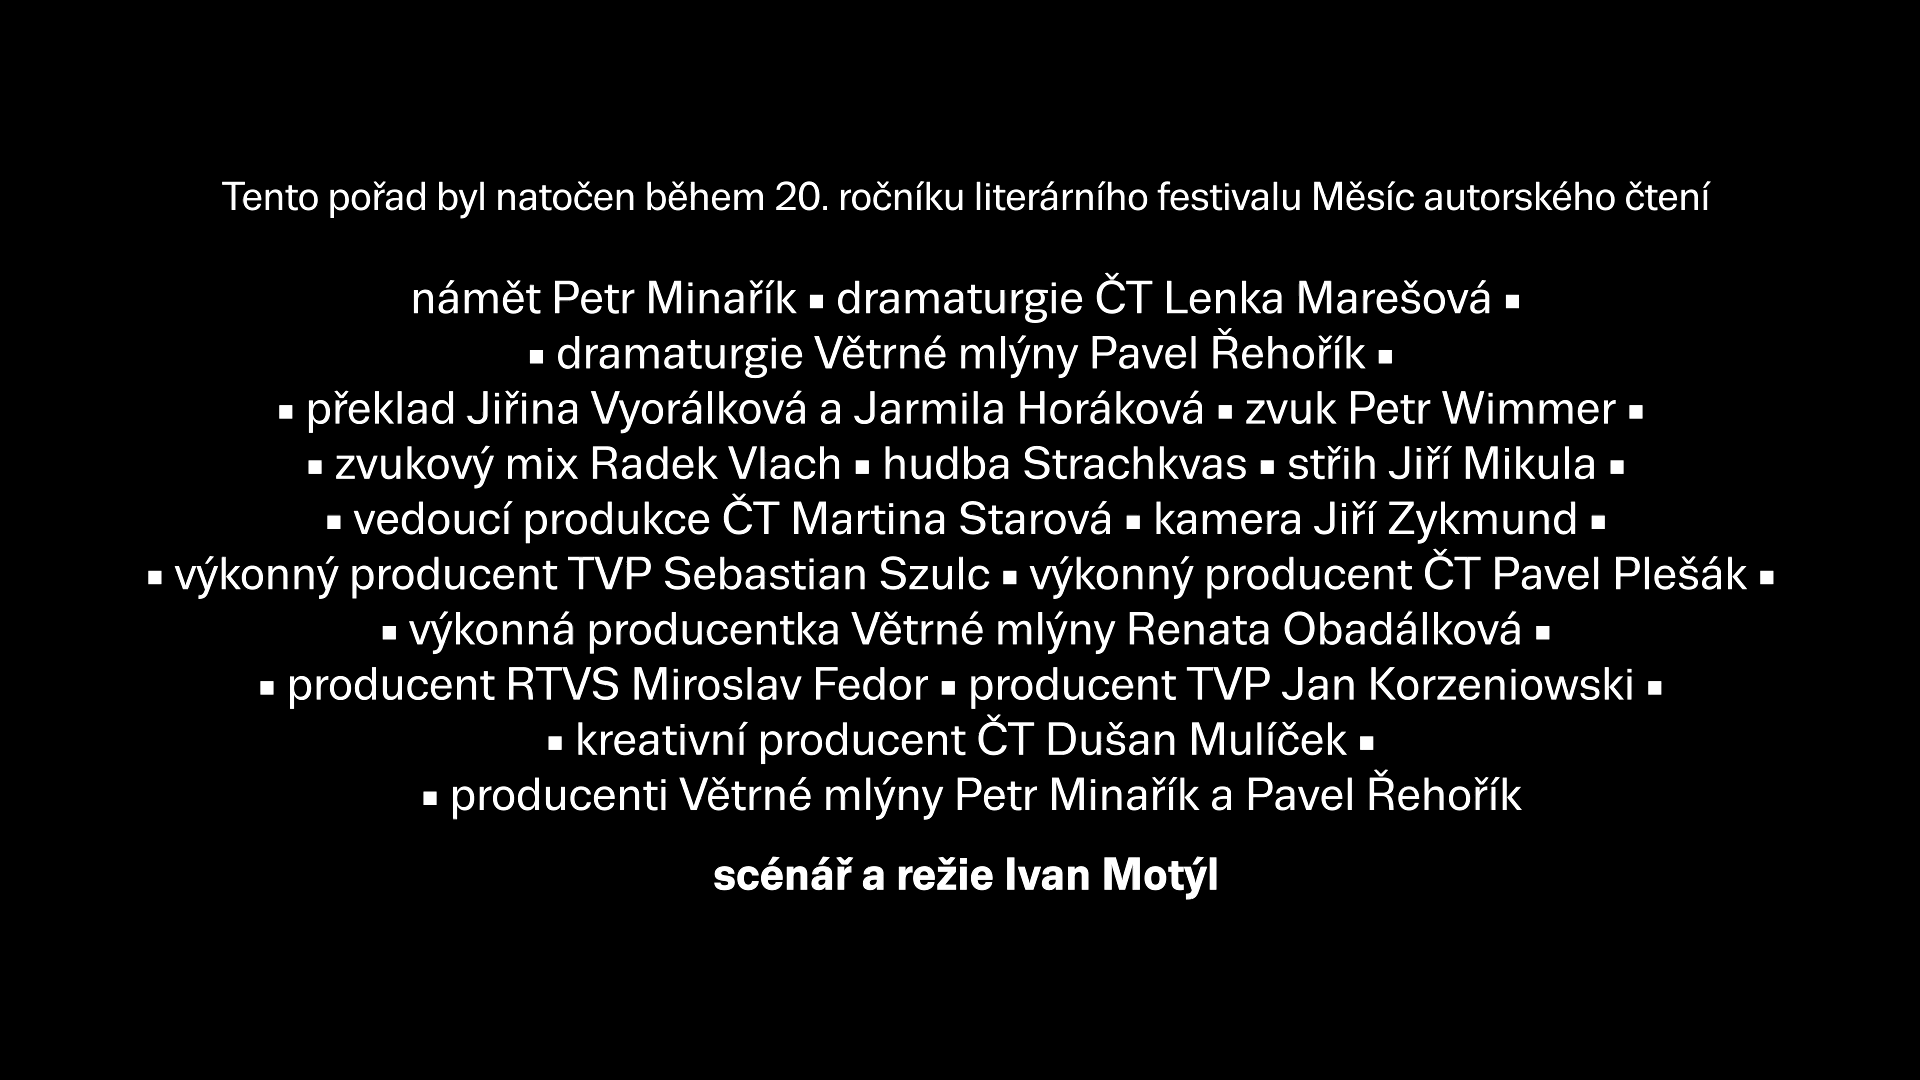 Tento pořad byl natočen během 20. ročníku literárního festivalu Měsíc autorského čtení
námět Petr Minařík ▪ dramaturgie ČT Lenka Marešová ▪
▪ dramaturgie Větrné mlýny Pavel Řehořík ▪
▪ překlad Jiřina Vyorálková a Jarmila Horáková ▪ zvuk Petr Wimmer ▪
▪ zvukový mix Radek Vlach ▪ hudba Strachkvas ▪ střih Jiří Mikula ▪
▪ vedoucí produkce ČT Martina Starová ▪ kamera Jiří Zykmund ▪
▪ výkonný producent TVP Sebastian Szulc ▪ výkonný producent ČT Pavel Plešák ▪
▪ výkonná producentka Větrné mlýny Renata Obadálková ▪
▪ producent RTVS Miroslav Fedor ▪ producent TVP Jan Korzeniowski ▪
▪ kreativní producent ČT Dušan Mulíček ▪
▪ producenti Větrné mlýny Petr Minařík a Pavel Řehořík
scénář a režie Ivan Motýl